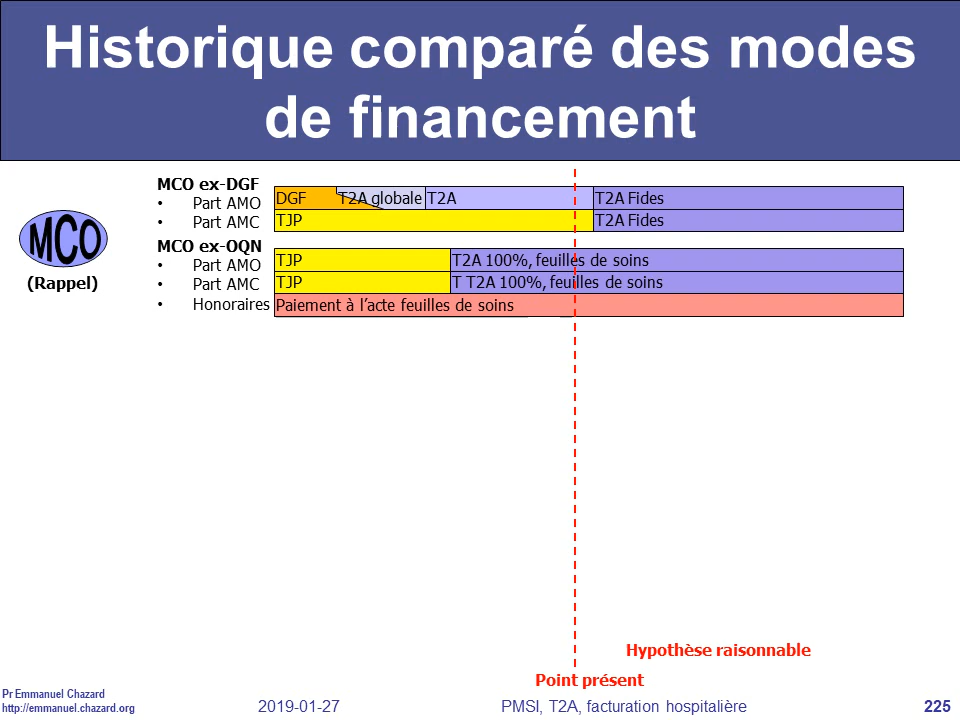 Historique comparé des modes
de financement
MCO ex-DGF
• Part AMO
• Part AMC
DGF T2A globale T2A T2A Fides
TJP T2A Fides
MCO
(Rappel)
MCO ex-OQN
• Part AMO
• Part AMC
• Honoraires
TJP T2A 100%, feuilles de soins
TJP T T2A 100%, feuilles de soins
Paiement à l’acte feuilles de soins
Hypothèse raisonnable
Point présent
Pr Emmanuel Chazard
http://emmanuel.chazard.org
2019-01-27
PMSI, T2A, facturation hospitalière
225